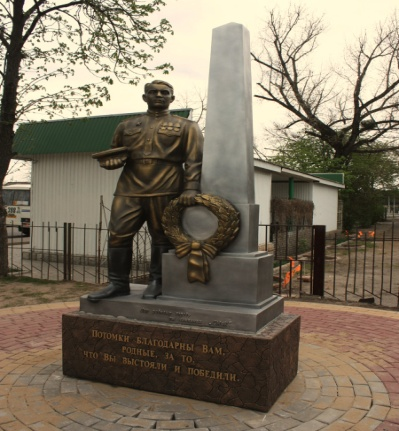 Потомки благодарны Вам,
родные, за то,
что Вы выстояли и победили.